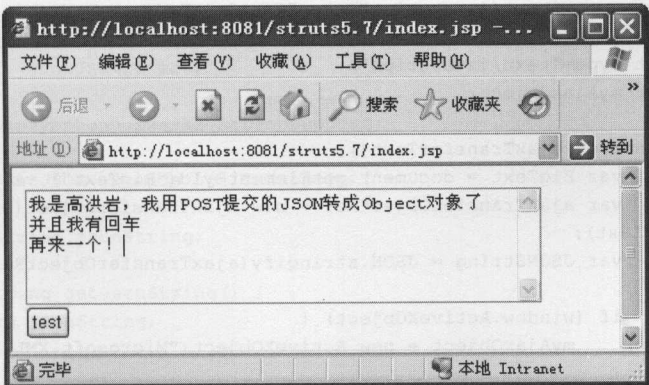 http://localhost:8081/struts5.7/index.jsp -...
文件(F) 编辑(E) 查看(V) 收藏(A) 工具(T) 帮助(H)
后退 搜索 收藏夹 »
地址(D) http://localhost:8081/struts5.7/index.jsp 转到
我是高洪岩，我用POST提交的JSON转成Object对象了
并且我有回车
再来一个！
test
完毕 本地 Intranet